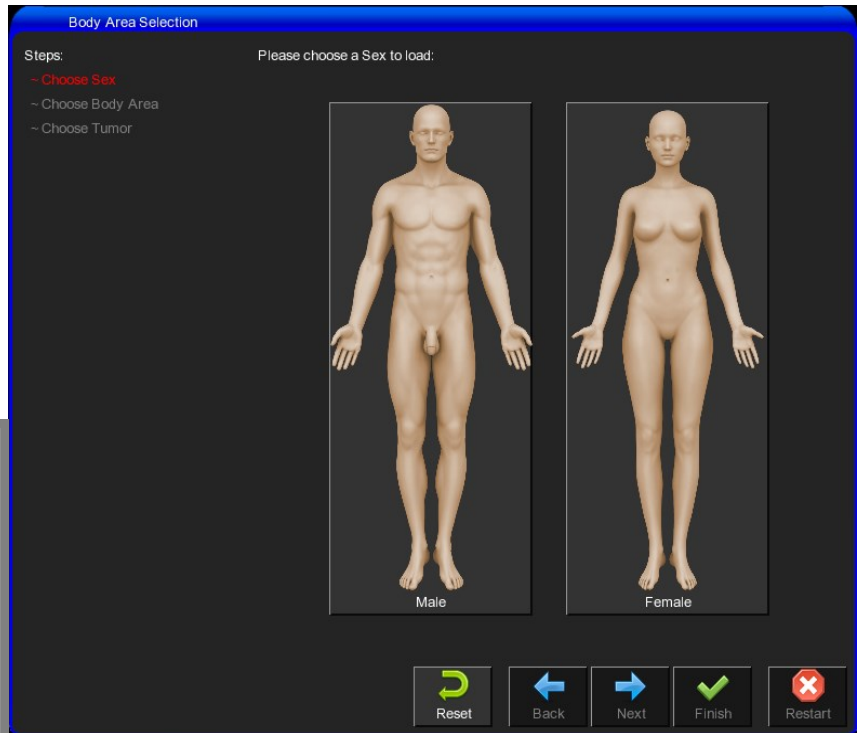 Body Area Selection
Steps:
Please choose a Sex to load:
~ Choose Sex
~ Choose Body Area
~ Choose Tumor
Male
Female
Reset
Back
Next
Finish
Restart